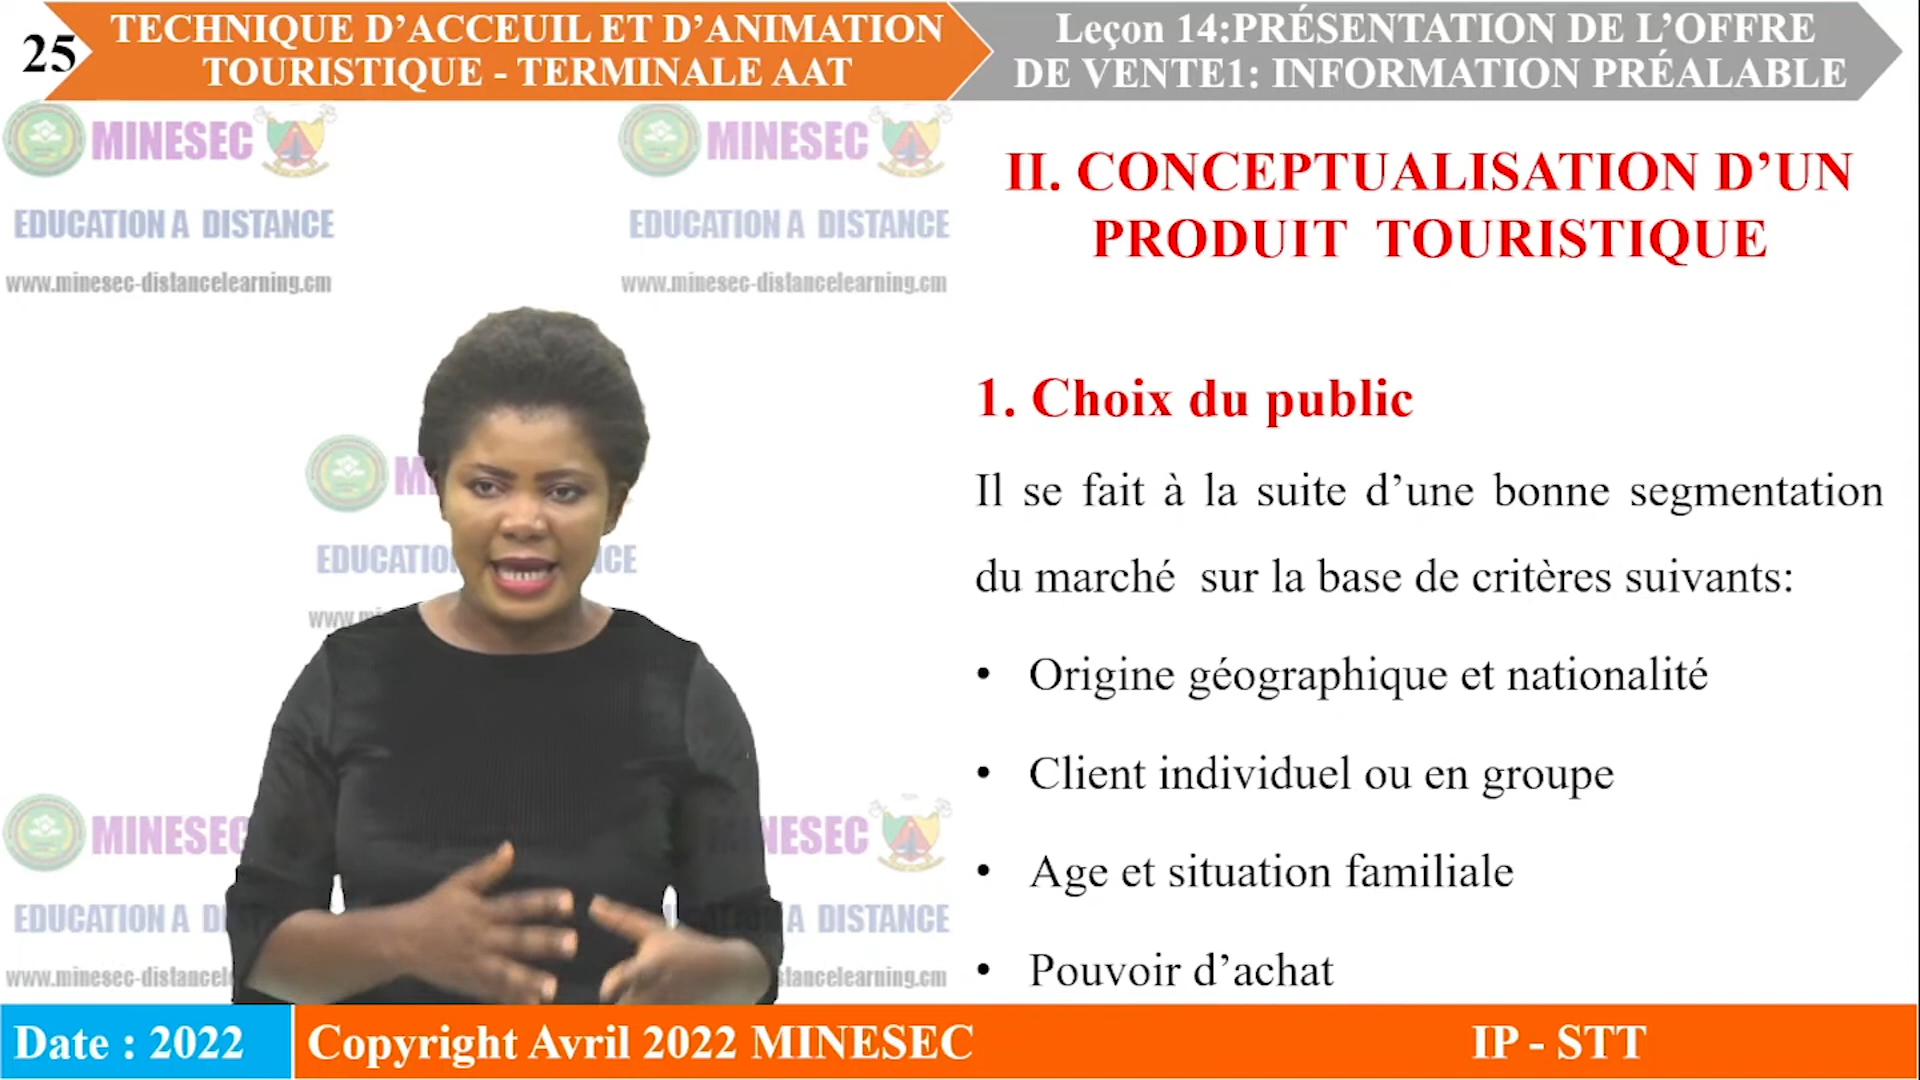 25
TECHNIQUE D’ACCEUIL ET D’ANIMATION
TOURISTIQUE - TERMINALE AAT
Leçon 14:PRÉSENTATION DE L’OFFRE
DE VENTE1: INFORMATION PRÉALABLE
MINESEC
EDUCATION A DISTANCE
www.minesec-distancelearning.cm
MINESEC
EDUCATION A DISTANCE
www.minesec-distancelearning.cm
II. CONCEPTUALISATION D’UN
PRODUIT TOURISTIQUE
1. Choix du public
Il se fait à la suite d’une bonne segmentation
du marché sur la base de critères suivants:
• Origine géographique et nationalité
• Client individuel ou en groupe
• Age et situation familiale
• Pouvoir d’achat
MINESEC
EDUCATION A
Date : 2022
Copyright Avril 2022 MINESEC
IP - STT